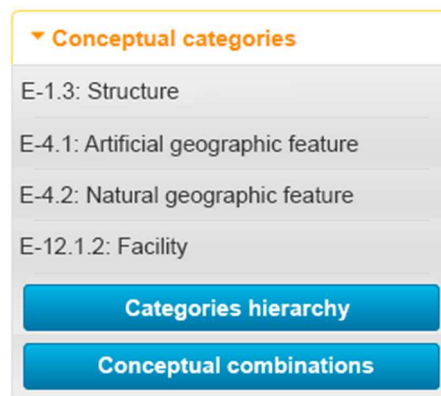 Conceptual categories
E-1.3: Structure
E-4.1: Artificial geographic feature
E-4.2: Natural geographic feature
E-12.1.2: Facility
Categories hierarchy
Conceptual combinations